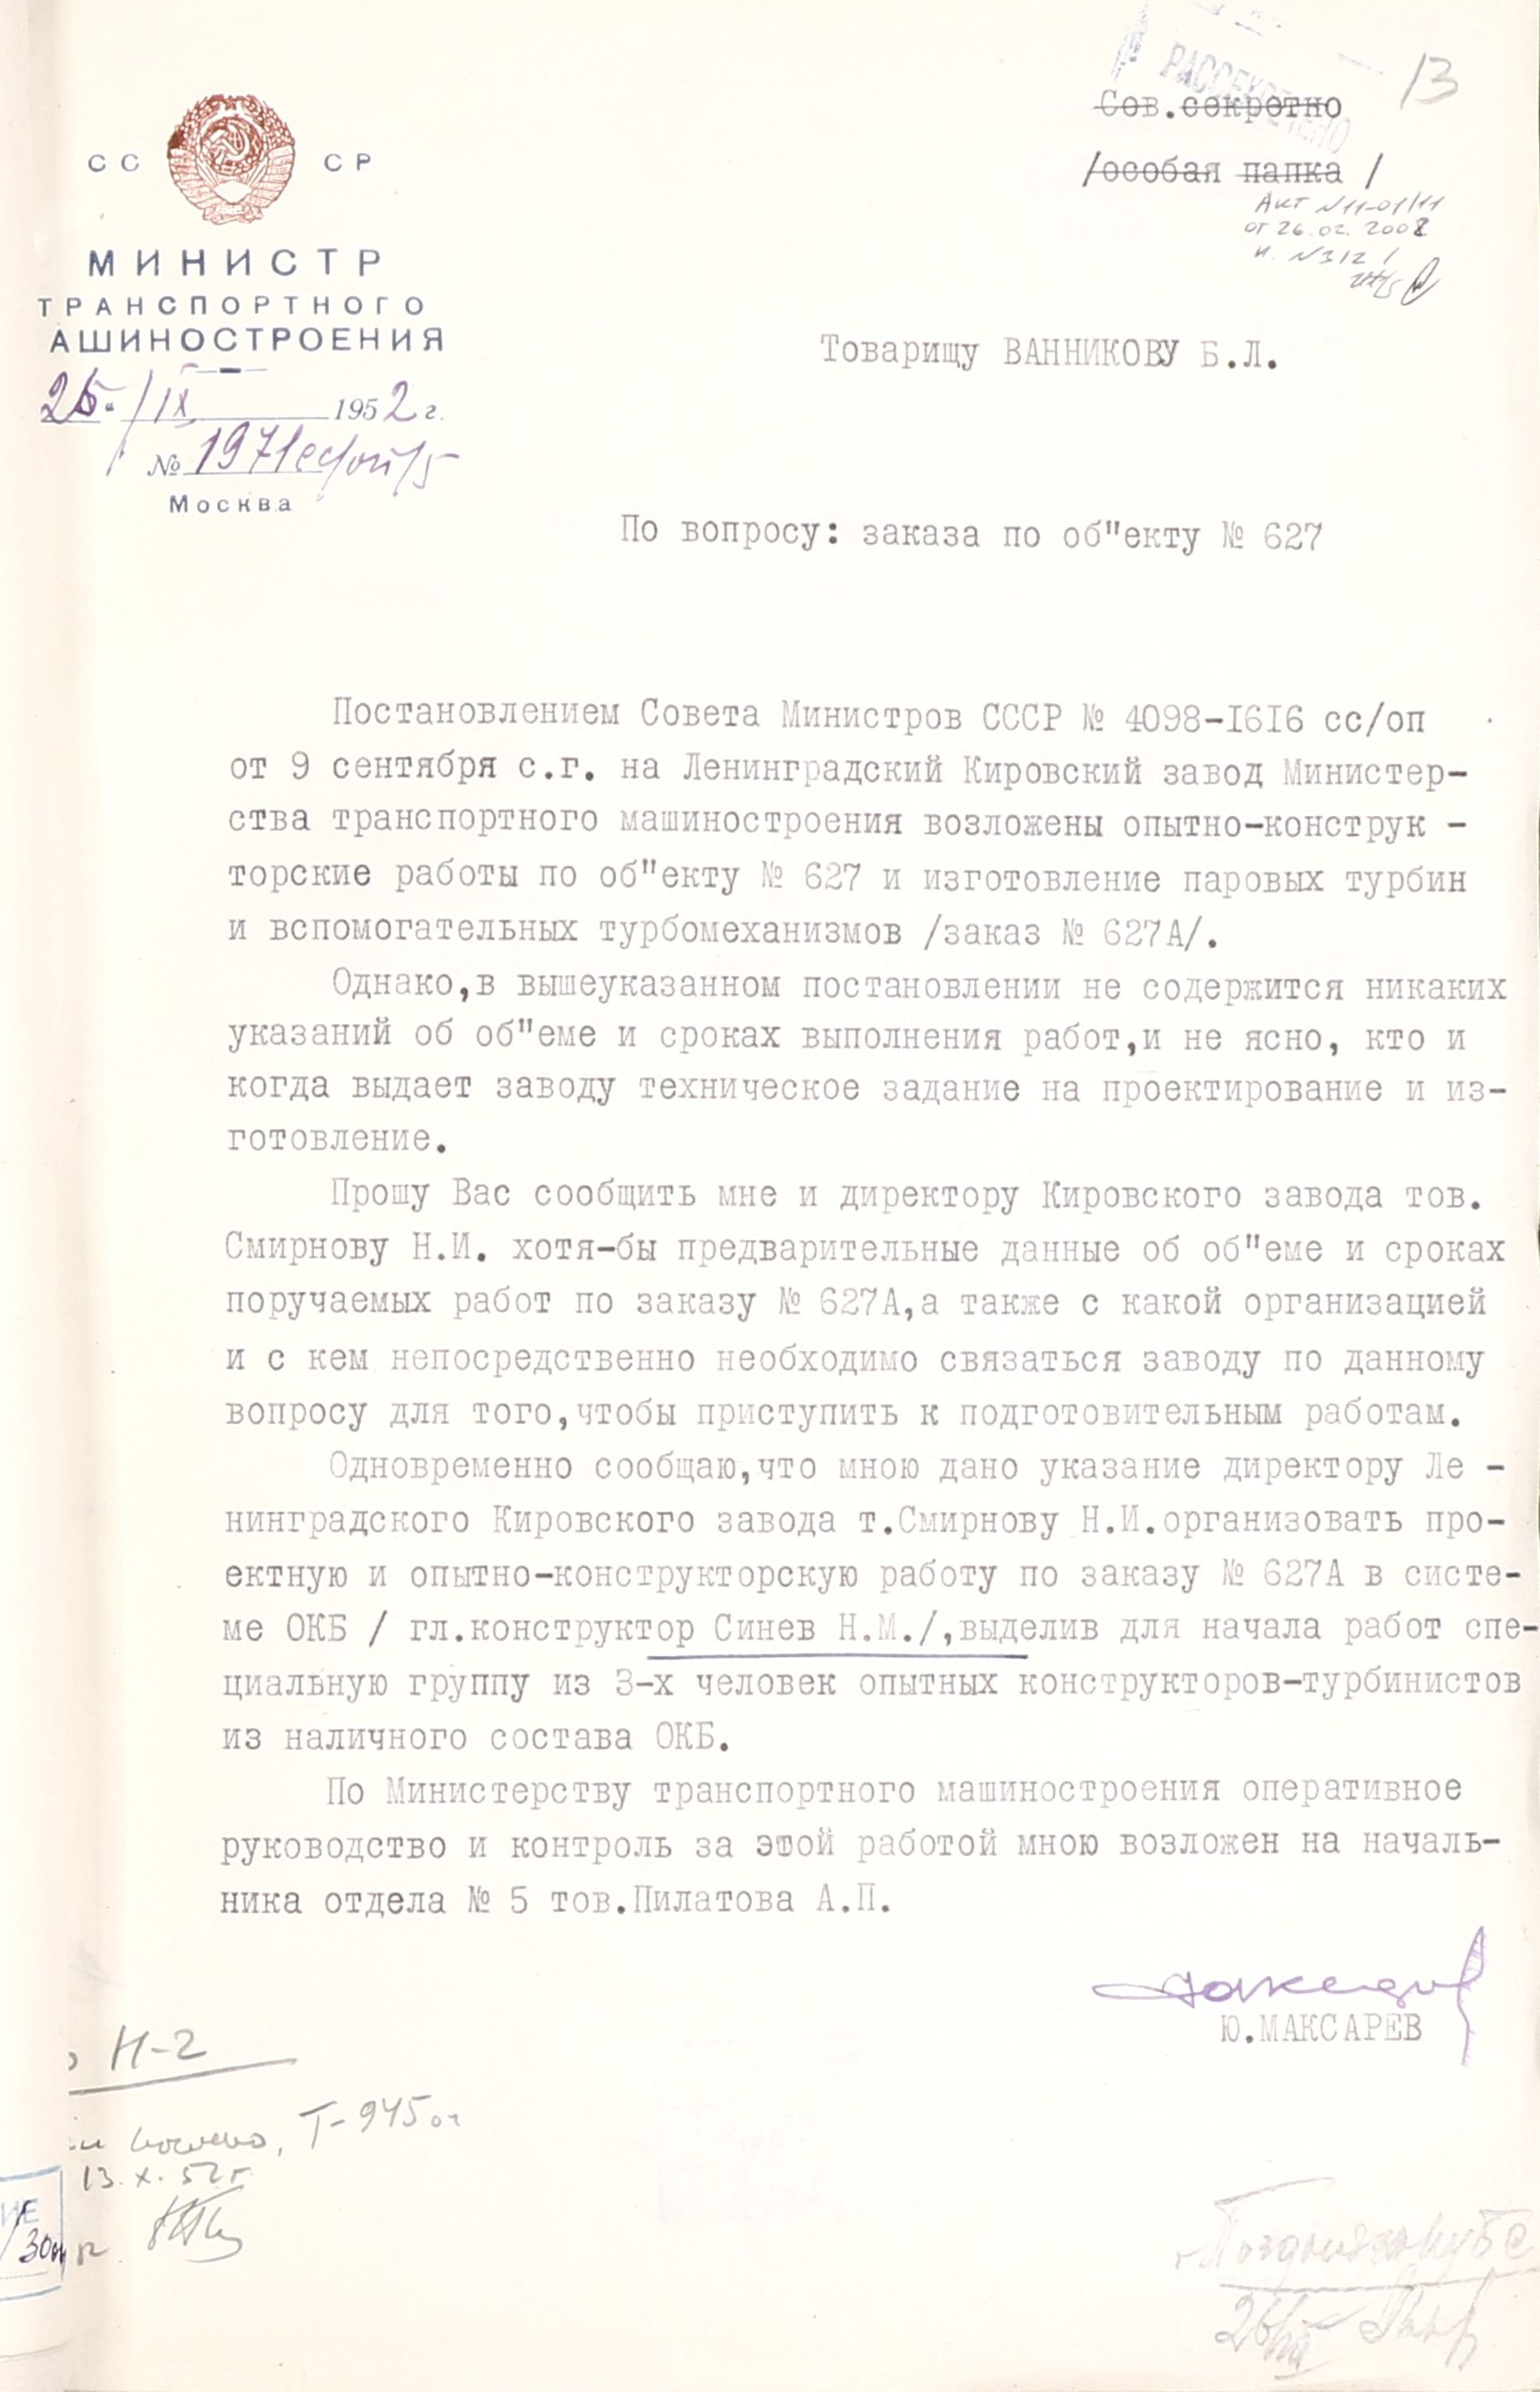 РАССЕКРЕЧЕНО
13
Сов.секретно
/особая папка /
Акт №11-01/11
от 26.02.2008
СС СР
МИНИСТР
ТРАНСПОРТНОГО
АШИНОСТРОЕНИЯ
25 " IX 1952 г.
№ 1971сс/оп/5
Москва
Товарищу ВАННИКОВУ Б.Л.
По вопросу: заказа по об"екту № 627
Постановлением Совета Министров СССР № 4098-1616 сс/оп
от 9 сентября с.г. на Ленинградский Кировский завод Министер-
ства транспортного машиностроения возложены опытно-конструк -
торские работы по об"екту № 627 и изготовление паровых турбин
и вспомогательных турбомеханизмов /заказ № 627А/.
Однако,в вышеуказанном постановлении не содержится никаких
указаний об об"еме и сроках выполнения работ,и не ясно, кто и
когда выдает заводу техническое задание на проектирование и из-
готовление.
Прошу Вас сообщить мне и директору Кировского завода тов.
Смирнову Н.И. хотя-бы предварительные данные об об"еме и сроках
поручаемых работ по заказу № 627А,а также с какой организацией
и с кем непосредственно необходимо связаться заводу по данному
вопросу для того,чтобы приступить к подготовительным работам.
Одновременно сообщаю,что мною дано указание директору Ле -
нинградского Кировского завода т.Смирнову Н.И.организовать про-
ектную и опытно-конструкторскую работу по заказу № 627А в систе-
ме ОКБ / гл.конструктор Синев Н.М./,выделив для начала работ спе-
циальную группу из 3-х человек опытных конструкторов-турбинистов
из наличного состава ОКБ.
По Министерству транспортного машиностроения оперативное
руководство и контроль за этой работой мною возложен на началь-
ника отдела № 5 тов.Пилатова А.П.
Ю.МАКСАРЕВ
Н-2
Т-945
13.X.52г.